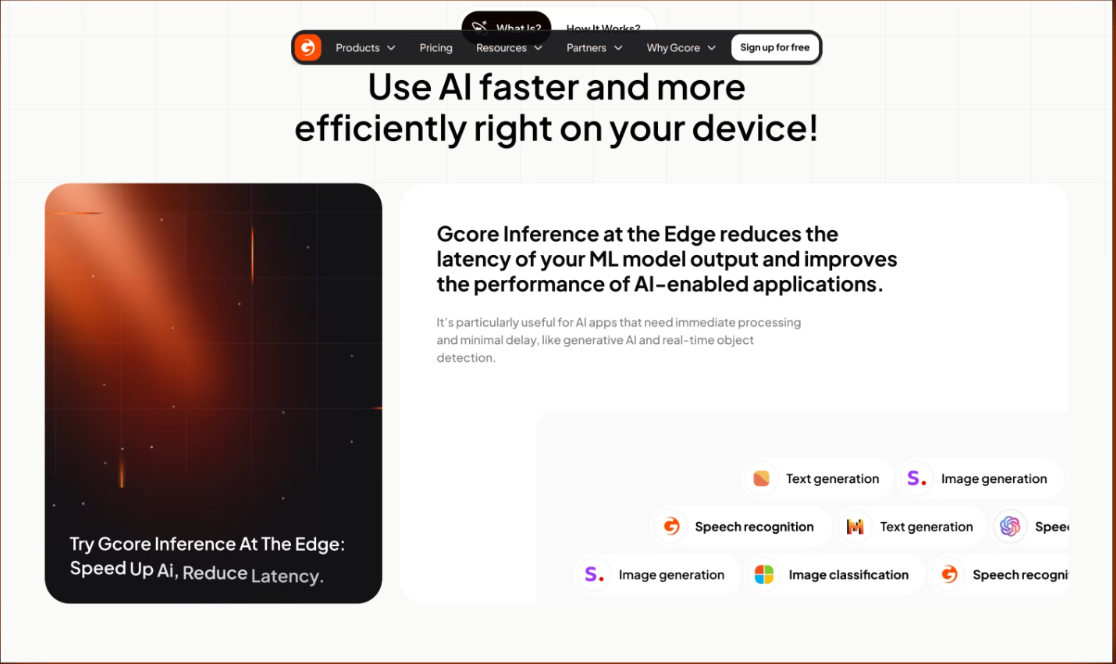 What Is?
How It Works?
Products
Pricing
Resources
Partners
Why Gcore
Sign up for free
Use AI faster and more
efficiently right on your device!
Gcore Inference at the Edge reduces the
latency of your ML model output and improves
the performance of AI-enabled applications.
It's particularly useful for AI apps that need immediate processing
and minimal delay, like generative AI and real-time object
detection.
Try Gcore Inference At The Edge:
Speed Up Ai, Reduce Latency.
Text generation
S. Image generation
Speech recognition
Text generation
Speec
S. Image generation
Image classification
Speech recogni